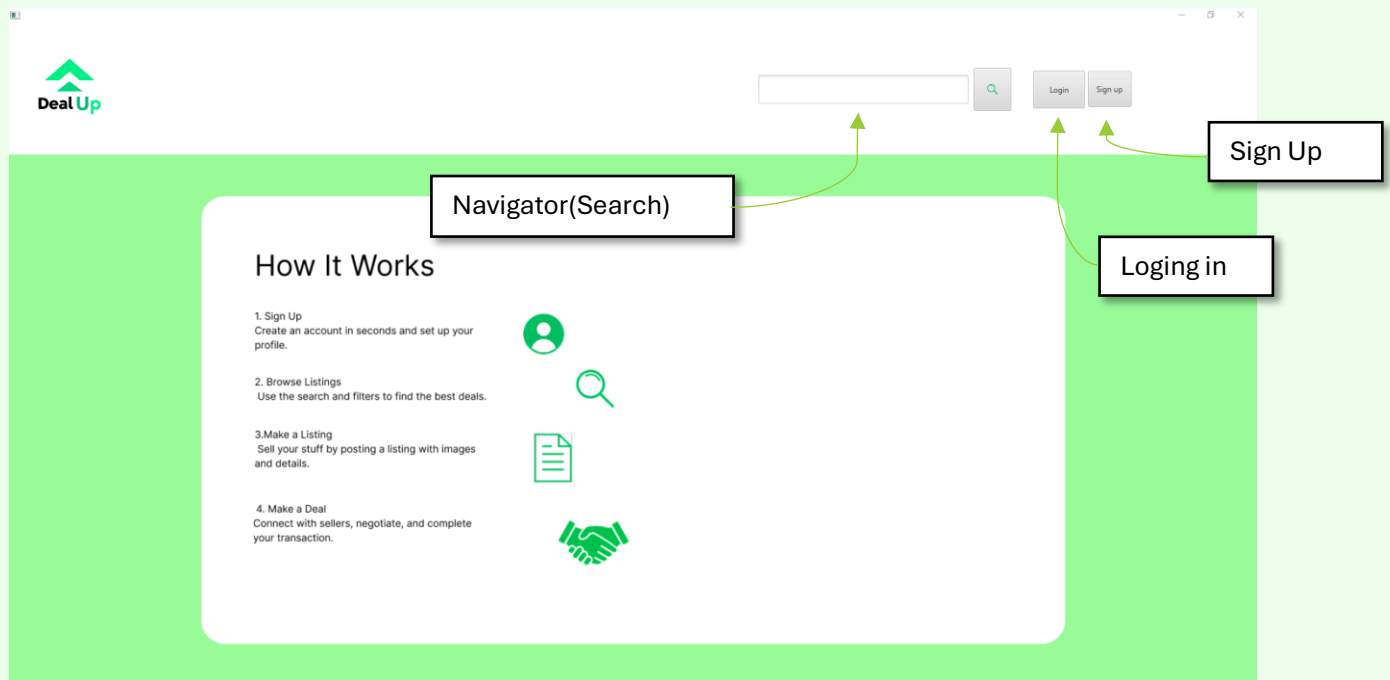 Deal Up
Login
Sign up
Sign Up
Navigator(Search)
Loging in
How It Works
1. Sign Up
Create an account in seconds and set up your
profile.
2. Browse Listings
Use the search and filters to find the best deals.
3.Make a Listing
Sell your stuff by posting a listing with images
and details.
4. Make a Deal
Connect with sellers, negotiate, and complete
your transaction.